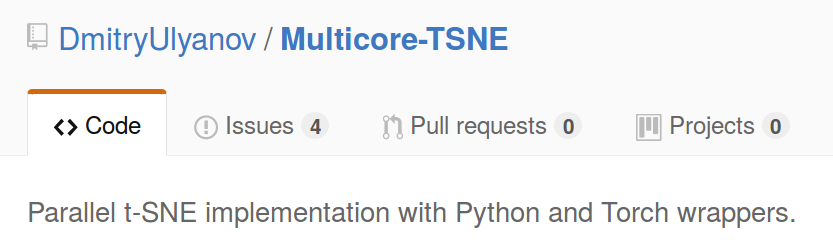 DmitryUlyanov / Multicore-TSNE
Code Issues 4 Pull requests 0 Projects 0
Parallel t-SNE implementation with Python and Torch wrappers.